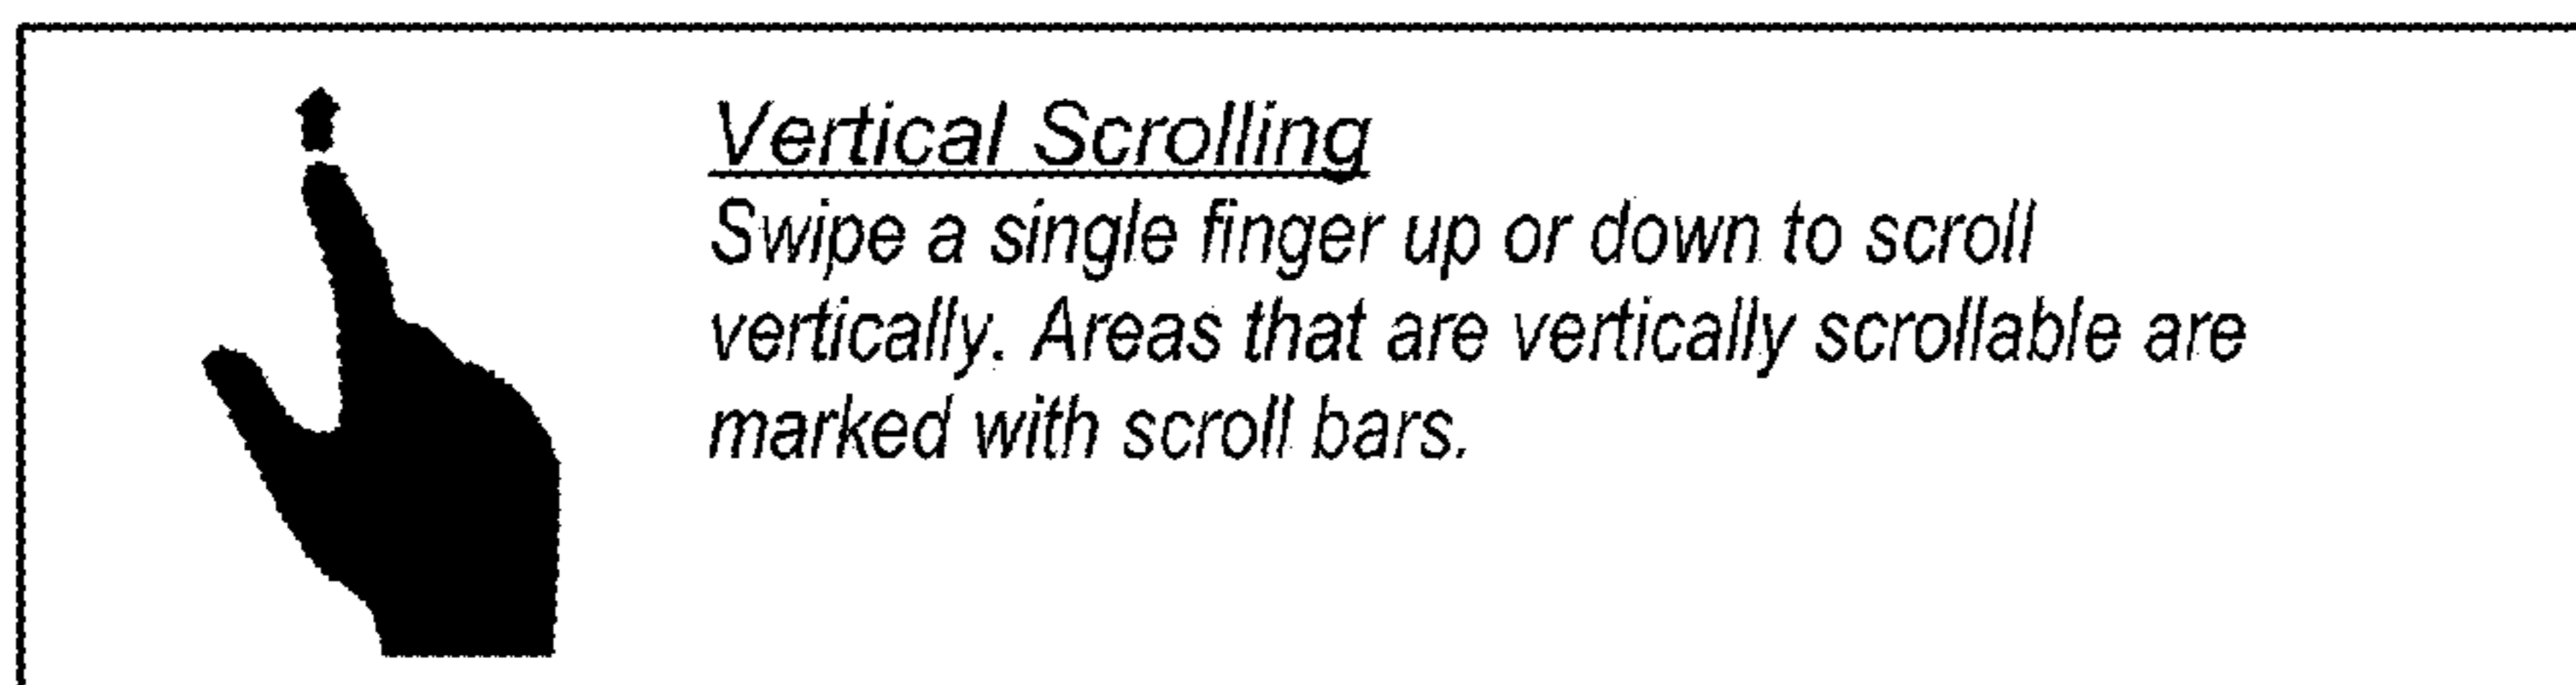 Vertical Scrolling
Swipe a single finger up or down to scroll
vertically. Areas that are vertically scrollable are
marked with scroll bars.